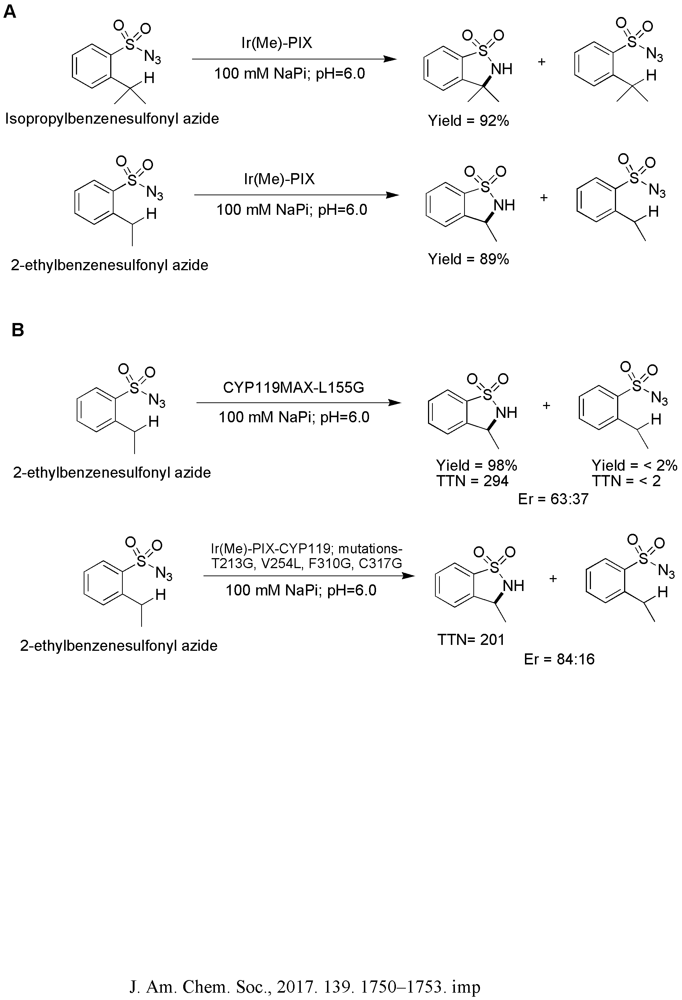 A
O
O
S
N3
H
Isopropylbenzenesulfonyl azide
Ir(Me)-PIX
100 mM NaPi; pH=6.0
O
O
S
NH
Yield = 92%
+
O
O
S
N3
H
O
O
S
N3
H
2-ethylbenzenesulfonyl azide
Ir(Me)-PIX
100 mM NaPi; pH=6.0
O
O
S
NH
Yield = 89%
+
O
O
S
N3
H
B
O
O
S
N3
H
2-ethylbenzenesulfonyl azide
CYP119MAX-L155G
100 mM NaPi; pH=6.0
O
O
S
NH
Yield = 98%
TTN = 294
+
O
O
S
N3
H
Yield = < 2%
TTN = < 2
Er = 63:37
O
O
S
N3
H
2-ethylbenzenesulfonyl azide
Ir(Me)-PIX-CYP119; mutations-
T213G, V254L, F310G, C317G
100 mM NaPi; pH=6.0
O
O
S
NH
TTN= 201
+
O
O
S
N3
H
Er = 84:16
J. Am. Chem. Soc., 2017. 139. 1750–1753. imp